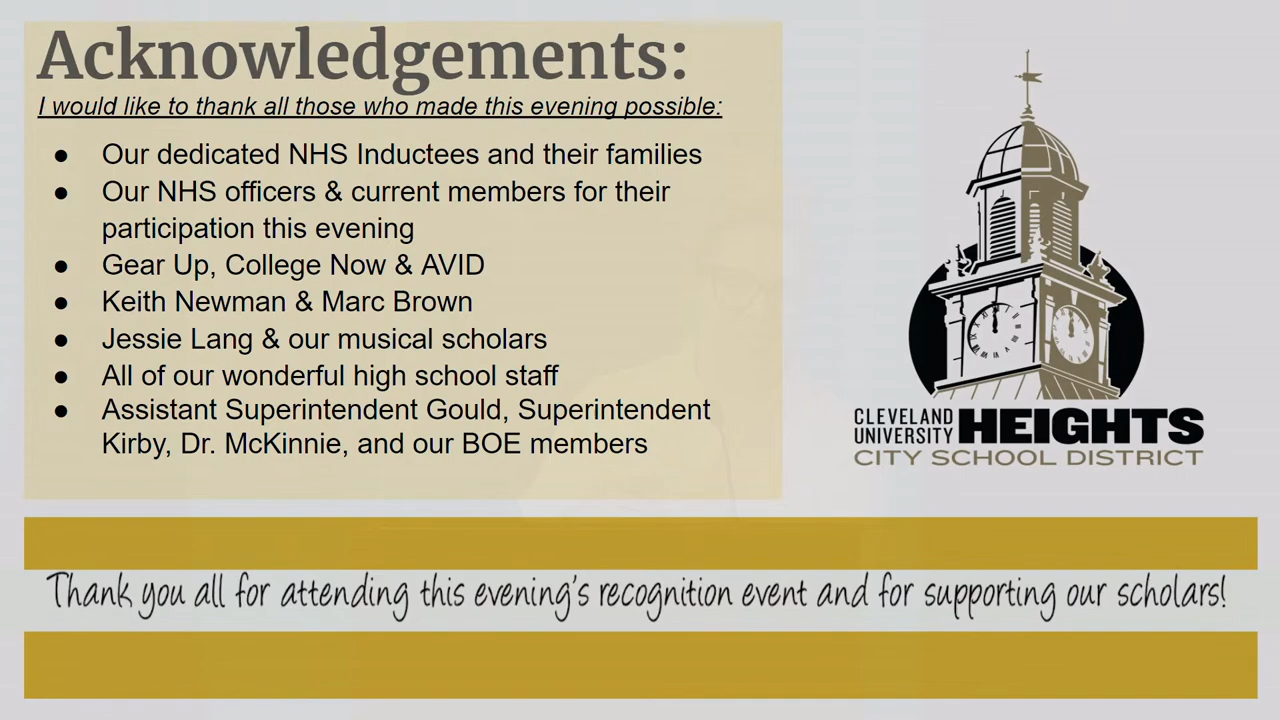 Acknowledgements:
I would like to thank all those who made this evening possible:
● Our dedicated NHS Inductees and their families
● Our NHS officers & current members for their
participation this evening
● Gear Up, College Now & AVID
● Keith Newman & Marc Brown
● Jessie Lang & our musical scholars
● All of our wonderful high school staff
● Assistant Superintendent Gould, Superintendent
Kirby, Dr. McKinnie, and our BOE members
CLEVELAND
UNIVERSITY HEIGHTS
CITY SCHOOL DISTRICT
Thank you all for attending this evening's recognition event and for supporting our scholars!